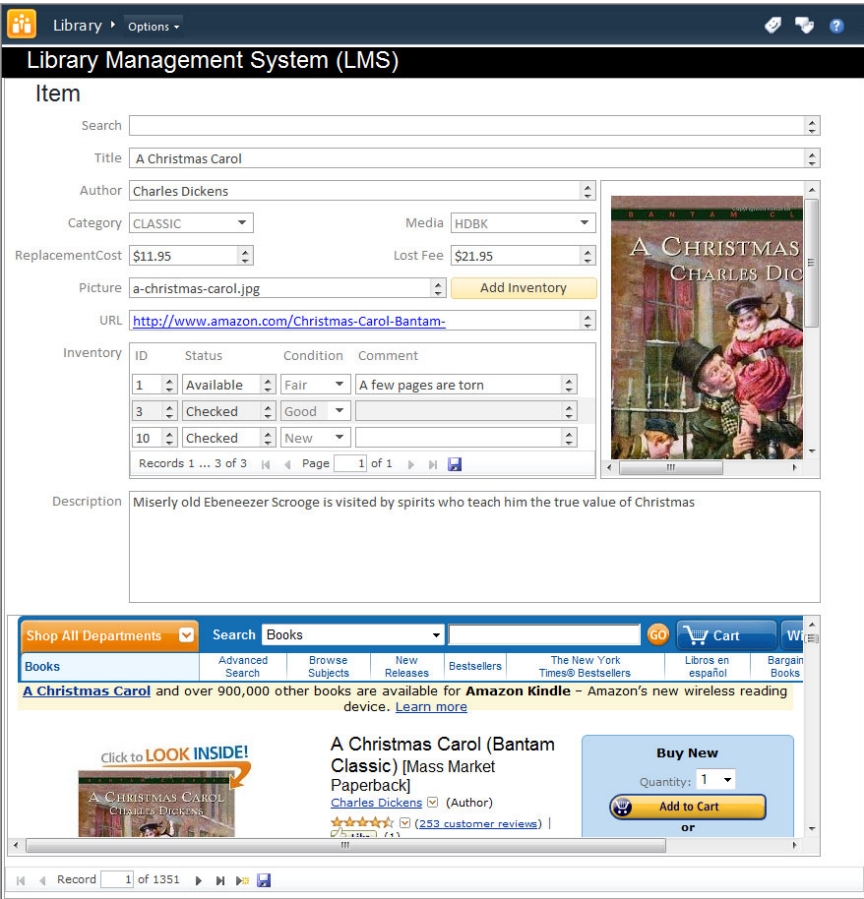 Library Options
Library Management System (LMS)
Item
Search
Title A Christmas Carol
Author Charles Dickens
Category CLASSIC Media HDBK
ReplacementCost $11.95 Lost Fee $21.95
Picture a-christmas-carol.jpg Add Inventory
URL http://www.amazon.com/Christmas-Carol-Bantam-
Inventory ID Status Condition Comment
1 Available Fair A few pages are torn
3 Checked Good
10 Checked New
Records 1 ... 3 of 3 Page 1 of 1
BANTAM CL
A CHRISTMAS
CHARLES DIC
Description Miserly old Ebeneezer Scrooge is visited by spirits who teach him the true value of Christmas
Shop All Departments Search Books GO Cart Wi
Books Advanced Search Browse Subjects New Releases Bestsellers The New York Times® Bestsellers Libros en español Bargain Books
A Christmas Carol and over 900,000 other books are available for Amazon Kindle – Amazon's new wireless reading
device. Learn more
Click to LOOK INSIDE!
A CHRISTMAS CAROL
CHARLES DICKENS
A Christmas Carol (Bantam
Classic) [Mass Market
Paperback]
Charles Dickens (Author)
(253 customer reviews) |
Like (1)
Buy New
Quantity: 1
Add to Cart
or
Record 1 of 1351